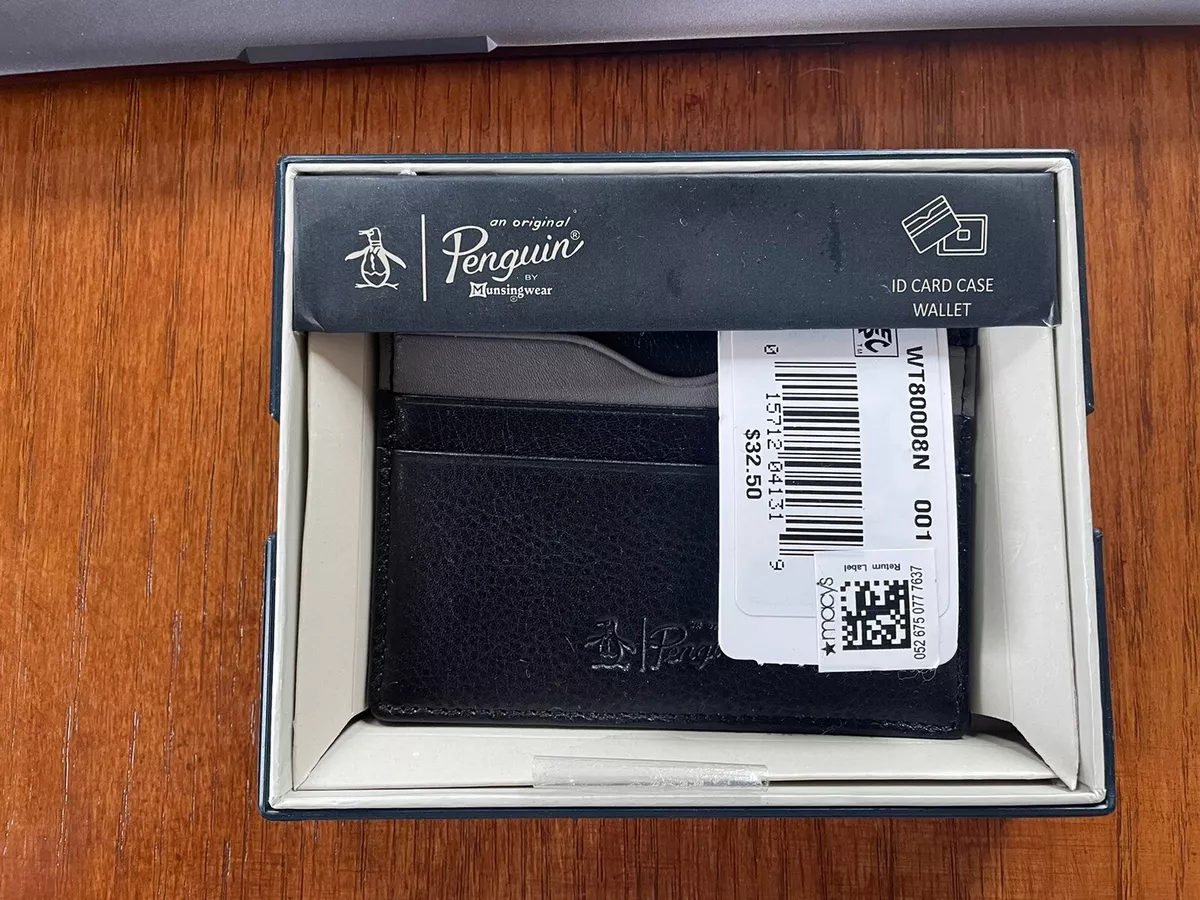 an original
Penguin®
BY
Munsingwear
®
ID CARD CASE
WALLET
WT80008N 001
TM
0 15712 04131 9
$32.50
Return Label
★macy's
052 675 077 7637